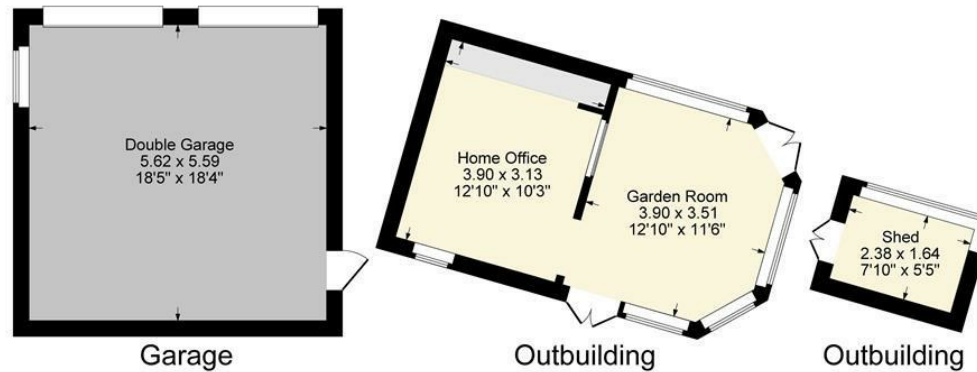 Double Garage
5.62 x 5.59
18'5" x 18'4"
Home Office
3.90 x 3.13
12'10" x 10'3"
Garden Room
3.90 x 3.51
12'10" x 11'6"
Shed
2.38 x 1.64
7'10" x 5'5"
Garage
Outbuilding
Outbuilding